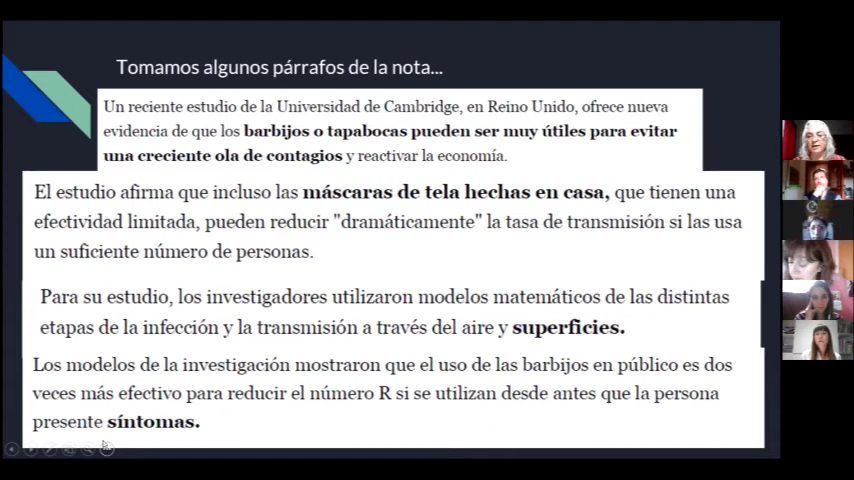 Tomamos algunos párrafos de la nota...
Un reciente estudio de la Universidad de Cambridge, en Reino Unido, ofrece nueva
evidencia de que los barbijos o tapabocas pueden ser muy útiles para evitar
una creciente ola de contagios y reactivar la economía.
El estudio afirma que incluso las máscaras de tela hechas en casa, que tienen una
efectividad limitada, pueden reducir "dramáticamente" la tasa de transmisión si las usa
un suficiente número de personas.
Para su estudio, los investigadores utilizaron modelos matemáticos de las distintas
etapas de la infección y la transmisión a través del aire y superficies.
Los modelos de la investigación mostraron que el uso de las barbijos en público es dos
veces más efectivo para reducir el número R si se utilizan desde antes que la persona
presente síntomas.